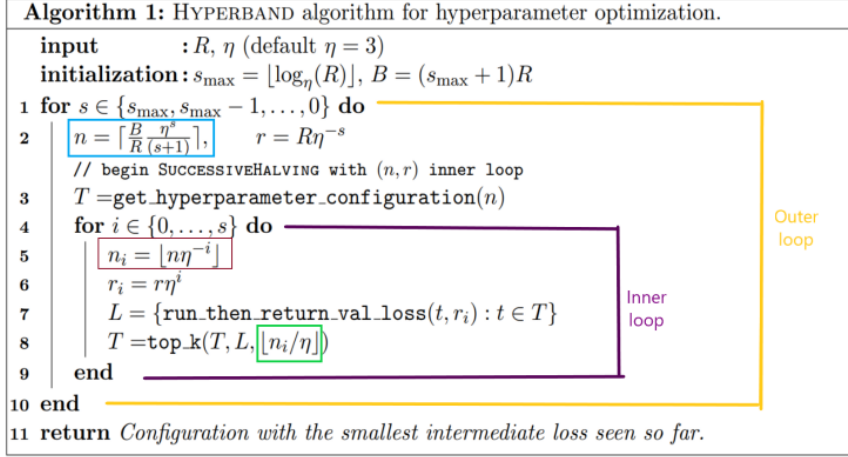 Algorithm 1: HYPERBAND algorithm for hyperparameter optimization.
input : R, η (default η = 3)
initialization : s_max = ⌊log_η(R)⌋, B = (s_max + 1)R
1 for s ∈ {s_max, s_max − 1, . . . , 0} do
2 n = ⌈B/R η^s/(s+1)⌉, r = Rη^−s
// begin SUCCESSIVEHALVING with (n, r) inner loop
3 T =get_hyperparameter_configuration(n)
4 for i ∈ {0, . . . , s} do
5 n_i = ⌊nη^−i⌋
6 r_i = rη^i
7 L = {run_then_return_val_loss(t, r_i) : t ∈ T}
8 T =top_k(T, L, ⌊n_i/η⌋)
9 end
10 end
11 return Configuration with the smallest intermediate loss seen so far.
Outer
loop
Inner
loop